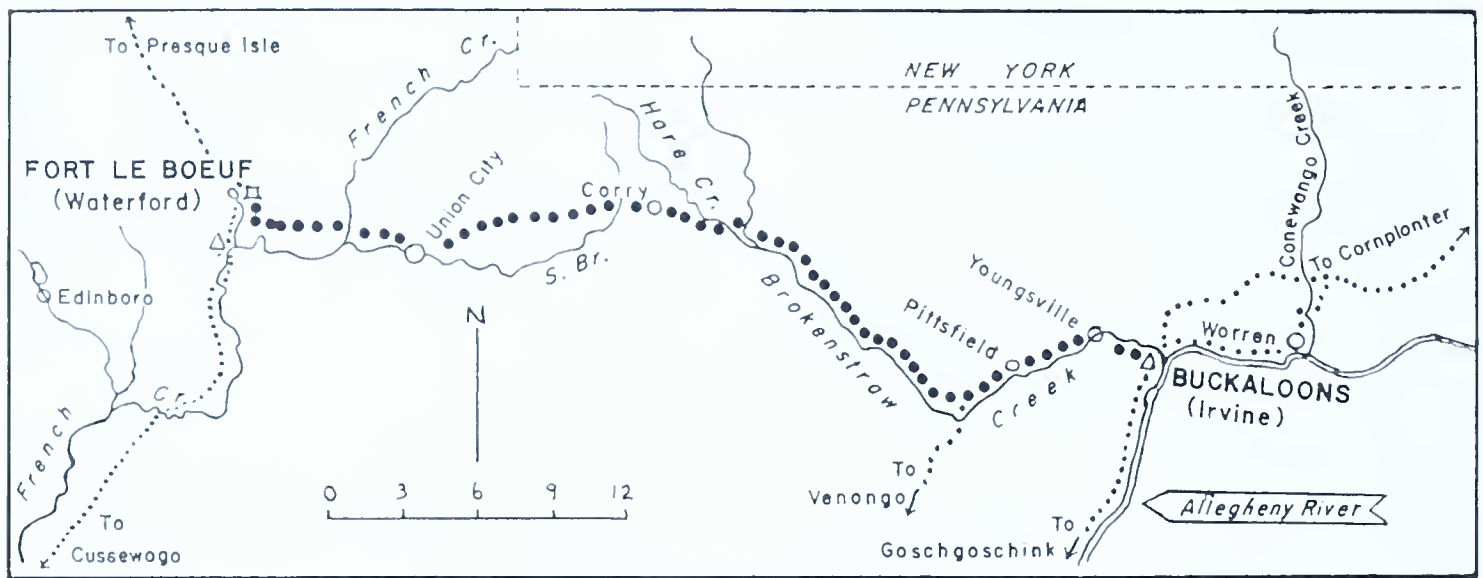 To Presque Isle
French Cr.
NEW YORK
PENNSYLVANIA
Hare Cr.
Conewango Creek
FORT LE BOEUF
(Waterford)
Union City
Corry
S. Br.
To Cornplanter
Edinboro
Youngsville
Pittsfield
Brokenstraw
Creek
Warren
BUCKALOONS
(Irvine)
N
French
Cr.
0 3 6 9 12
To
Venango
Allegheny River
To
Goschgoschink
To
Cussewago